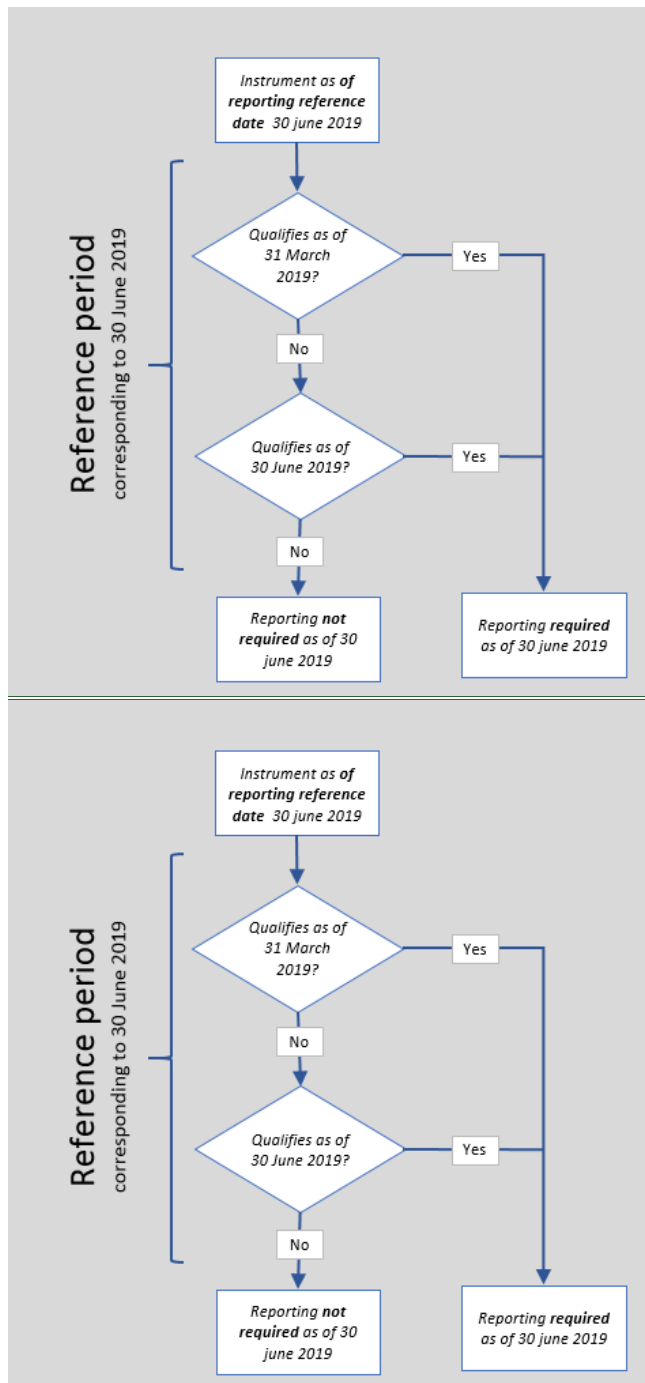 Instrument as of
reporting reference
date 30 june 2019
Reference period
corresponding to 30 June 2019
Qualifies as of
31 March
2019?
Yes
No
Qualifies as of
30 June 2019?
Yes
No
Reporting not
required as of 30
june 2019
Reporting required
as of 30 june 2019
Instrument as of
reporting reference
date 30 june 2019
Reference period
corresponding to 30 June 2019
Qualifies as of
31 March
2019?
Yes
No
Qualifies as of
30 June 2019?
Yes
No
Reporting not
required as of 30
june 2019
Reporting required
as of 30 june 2019